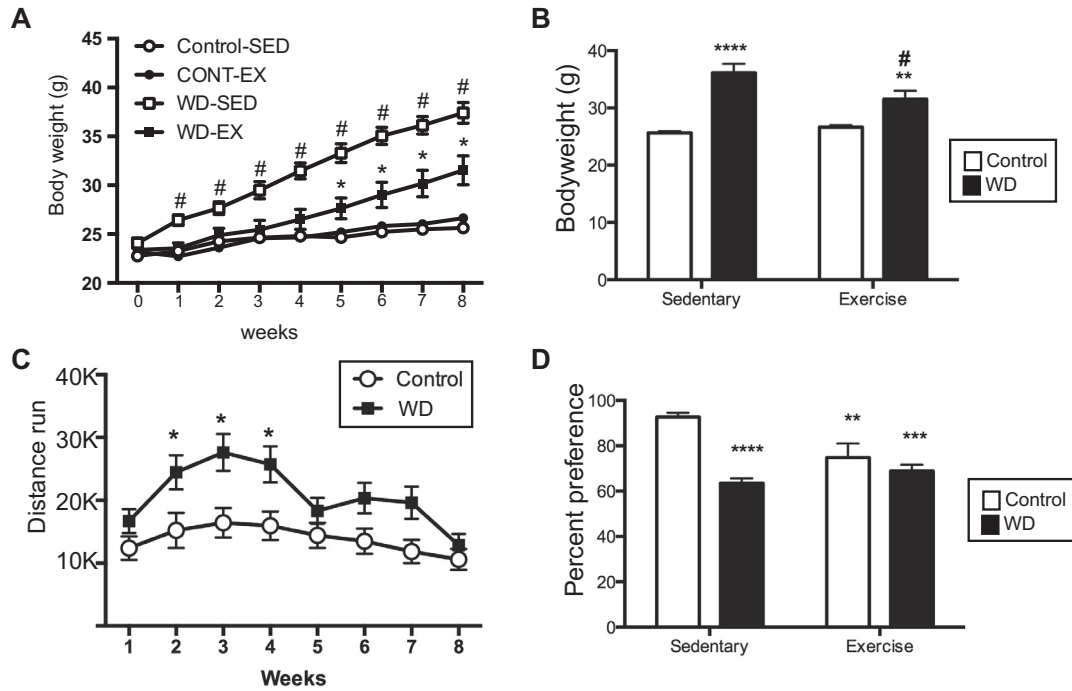 A
Body weight (g)
45
40
35
30
25
20
Control-SED
CONT-EX
WD-SED
WD-EX
# # # # # # # #
* * * *
0 1 2 3 4 5 6 7 8
weeks
B
Bodyweight (g)
40
30
20
10
0
****
#
**
Sedentary Exercise
Control
WD
C
Distance run
40K
30K
20K
10K
* * *
Control
WD
1 2 3 4 5 6 7 8
Weeks
D
Percent preference
100
80
60
40
20
0
****
**
***
Sedentary Exercise
Control
WD